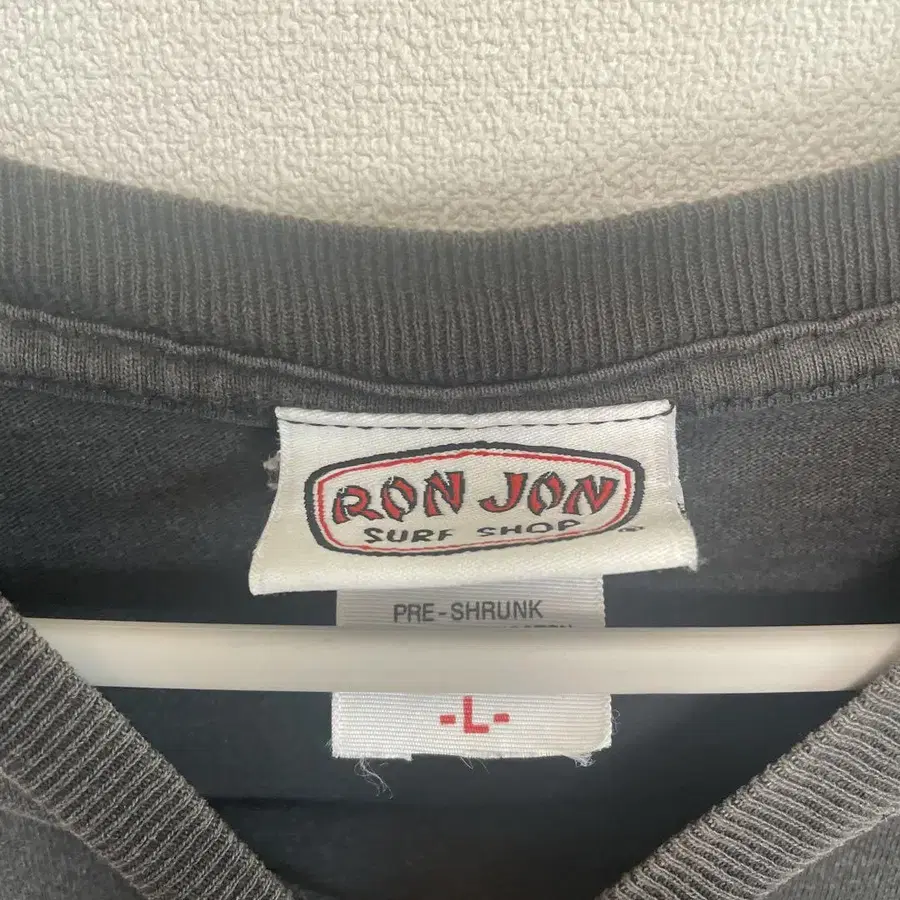 RON JON
SURF SHOP
®
PRE-SHRUNK
-L-